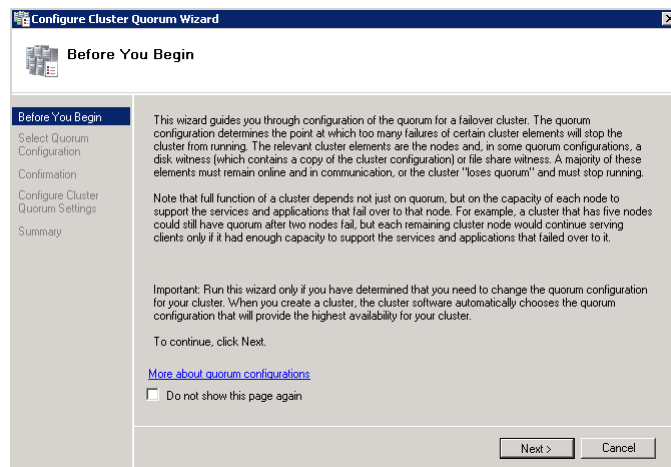 Configure Cluster Quorum Wizard
Before You Begin
Before You Begin
Select Quorum
Configuration
Confirmation
Configure Cluster
Quorum Settings
Summary
This wizard guides you through configuration of the quorum for a failover cluster. The quorum
configuration determines the point at which too many failures of certain cluster elements will stop the
cluster from running. The relevant cluster elements are the nodes and, in some quorum configurations, a
disk witness (which contains a copy of the cluster configuration) or file share witness. A majority of these
elements must remain online and in communication, or the cluster "loses quorum" and must stop running.
Note that full function of a cluster depends not just on quorum, but on the capacity of each node to
support the services and applications that fail over to that node. For example, a cluster that has five nodes
could still have quorum after two nodes fail, but each remaining cluster node would continue serving
clients only if it had enough capacity to support the services and applications that failed over to it.
Important: Run this wizard only if you have determined that you need to change the quorum configuration
for your cluster. When you create a cluster, the cluster software automatically chooses the quorum
configuration that will provide the highest availability for your cluster.
To continue, click Next.
More about quorum configurations
Do not show this page again
Next >
Cancel